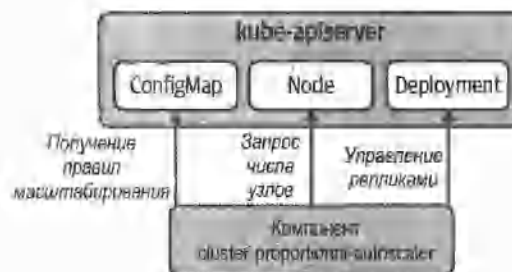 kube-apiserver
ConfigMap
Node
Deployment
Получение
правил
масштабирования
Запрос
числа
узлов
Управление
репликами
Компонент
cluster proportional-autoscaler